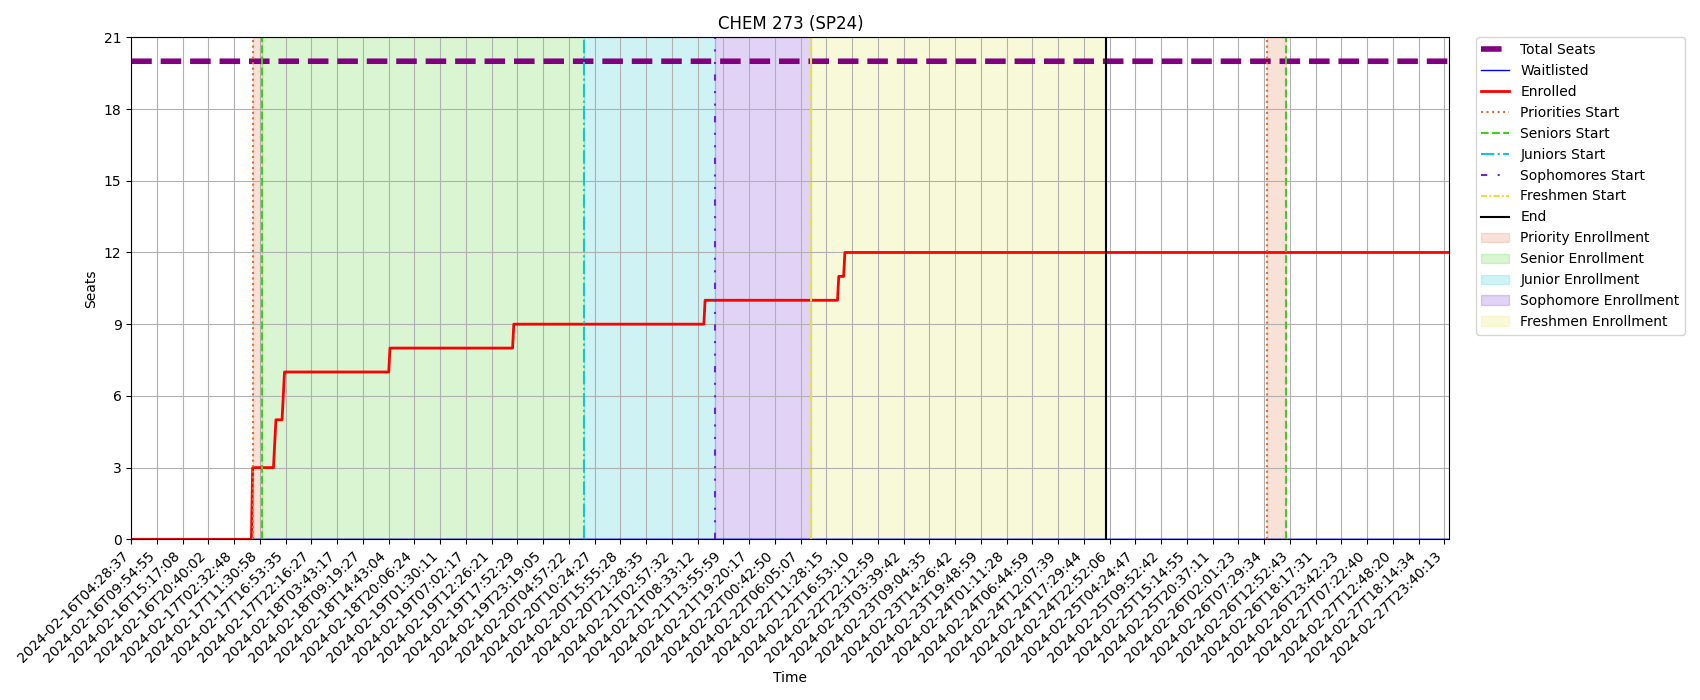 CHEM 273 (SP24)
21
18
15
12
9
6
3
0
Seats
2024-02-16T04:28:37
2024-02-16T09:54:55
2024-02-16T15:17:08
2024-02-16T20:40:02
2024-02-17T02:32:48
2024-02-17T11:30:58
2024-02-17T16:53:35
2024-02-17T22:16:27
2024-02-18T03:43:17
2024-02-18T09:19:27
2024-02-18T14:43:04
2024-02-18T20:06:24
2024-02-19T01:30:11
2024-02-19T07:02:17
2024-02-19T12:26:21
2024-02-19T17:52:29
2024-02-19T23:19:05
2024-02-20T04:57:22
2024-02-20T10:24:27
2024-02-20T15:55:28
2024-02-20T21:28:35
2024-02-21T02:57:32
2024-02-21T08:33:12
2024-02-21T13:55:59
2024-02-21T19:20:17
2024-02-22T00:42:50
2024-02-22T06:05:07
2024-02-22T11:28:15
2024-02-22T16:53:10
2024-02-22T22:12:59
2024-02-23T03:39:42
2024-02-23T09:04:35
2024-02-23T14:26:42
2024-02-23T19:48:59
2024-02-24T01:11:28
2024-02-24T06:44:59
2024-02-24T12:07:39
2024-02-24T17:29:44
2024-02-24T22:52:06
2024-02-25T04:24:47
2024-02-25T09:52:42
2024-02-25T15:14:55
2024-02-25T20:37:11
2024-02-26T02:01:23
2024-02-26T07:29:34
2024-02-26T12:52:43
2024-02-26T18:17:31
2024-02-26T23:42:23
2024-02-27T07:22:40
2024-02-27T12:48:20
2024-02-27T18:14:34
2024-02-27T23:40:13
Time
Total Seats
Waitlisted
Enrolled
Priorities Start
Seniors Start
Juniors Start
Sophomores Start
Freshmen Start
End
Priority Enrollment
Senior Enrollment
Junior Enrollment
Sophomore Enrollment
Freshmen Enrollment